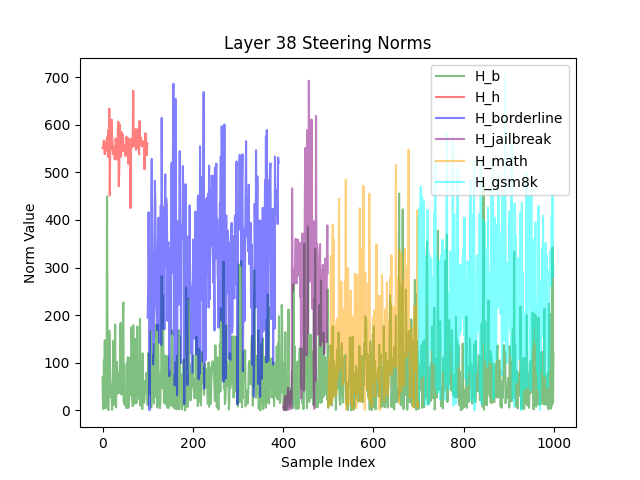 Layer 38 Steering Norms
Norm Value
700
600
500
400
300
200
100
0
H_b
H_h
H_borderline
H_jailbreak
H_math
H_gsm8k
0
200
400
600
800
1000
Sample Index